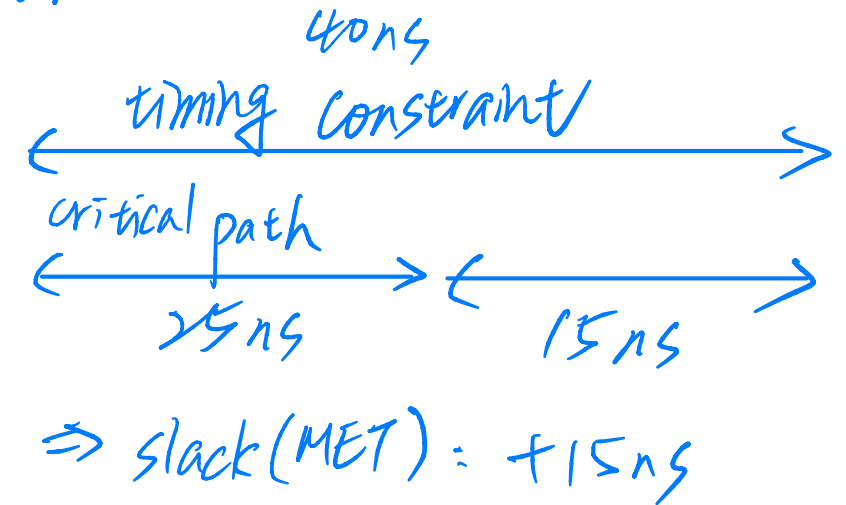 40ns
timing constraint
critical path
25ns 15ns
⇒ slack(MET): +15ns